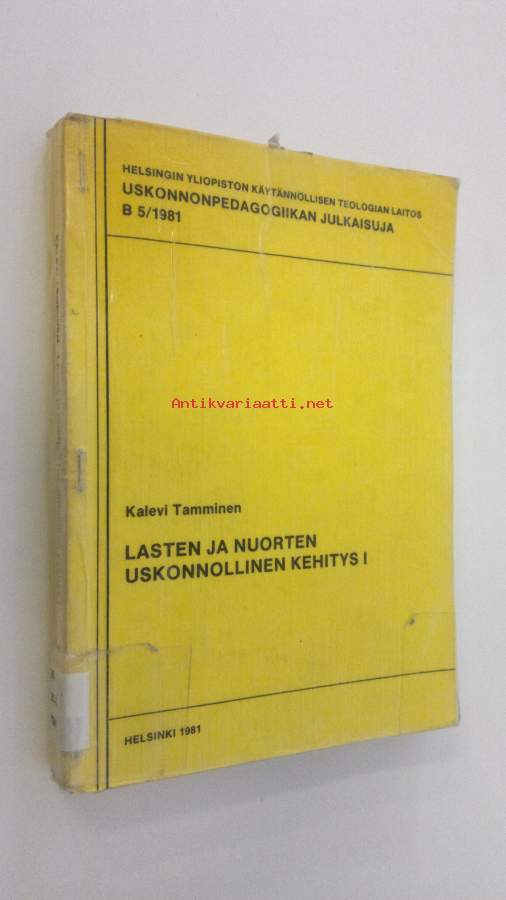 HELSINGIN YLIOPISTON KÄYTÄNNÖLLISEN TEOLOGIAN LAITOS
USKONNONPEDAGOGIIKAN JULKAISUJA
B 5/1981
Antikvariaatti.net
Kalevi Tamminen
LASTEN JA NUORTEN
USKONNOLLINEN KEHITYS I
HELSINKI 1981